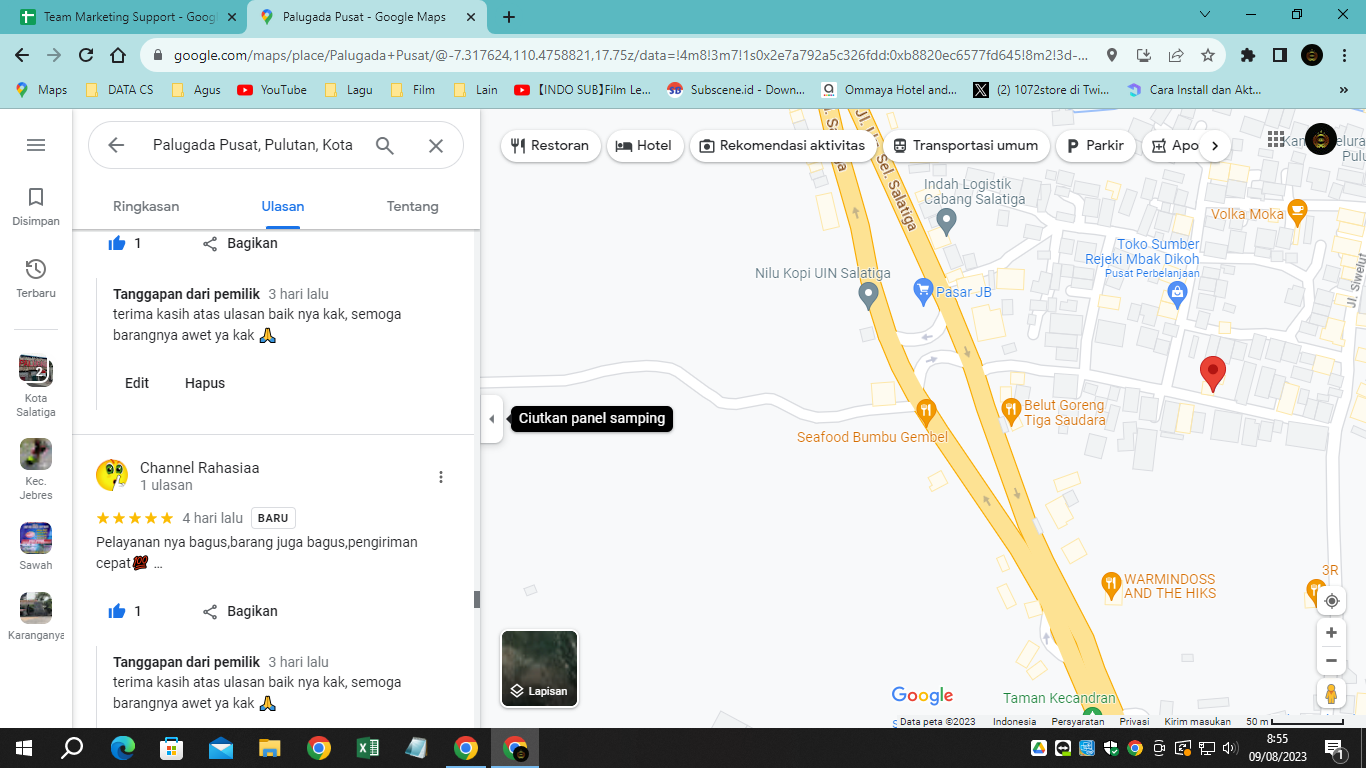 Team Marketing Support - Googl
Palugada Pusat - Google Maps
google.com/maps/place/Palugada+Pusat/@-7.317624,110.4758821,17.75z/data=!4m8!3m7!1s0x2e7a792a5c326fdd:0xb8820ec6577fd645!8m2!3d-...
Maps
DATA CS
Agus
YouTube
Lagu
Film
Lain
【INDO SUB】Film Le...
Subscene.id - Down...
Ommaya Hotel and...
(2) 1072store di Twi...
Cara Install dan Akt...
»
Palugada Pusat, Pulutan, Kota
Ringkasan
Ulasan
Tentang
Disimpan
Terbaru
2
Kota
Salatiga
Kec.
Jebres
Sawah
Karanganya
1
Bagikan
Tanggapan dari pemilik 3 hari lalu
terima kasih atas ulasan baik nya kak, semoga
barangnya awet ya kak 🙏
Edit
Hapus
Channel Rahasiaa
1 ulasan
4 hari lalu
BARU
Pelayanan nya bagus,barang juga bagus,pengiriman
cepat💯 ...
1
Bagikan
Tanggapan dari pemilik 3 hari lalu
terima kasih atas ulasan baik nya kak, semoga
barangnya awet ya kak 🙏
Ciutkan panel samping
Restoran
Hotel
Rekomendasi aktivitas
Transportasi umum
Parkir
Apo
Sel. Salatiga
Indah Logistik
Cabang Salatiga
Volka Moka
Toko Sumber
Rejeki Mbak Dikoh
Pusat Perbelanjaan
Jl. Siwelut
Nilu Kopi UIN Salatiga
Pasar JB
Belut Goreng
Tiga Saudara
Seafood Bumbu Gembel
WARMINDOSS
AND THE HIKS
3R
Lapisan
Google
Taman Kecandran
Data peta ©2023
Indonesia
Persyaratan
Privasi
Kirim masukan
50 m
8:55
09/08/2023
1